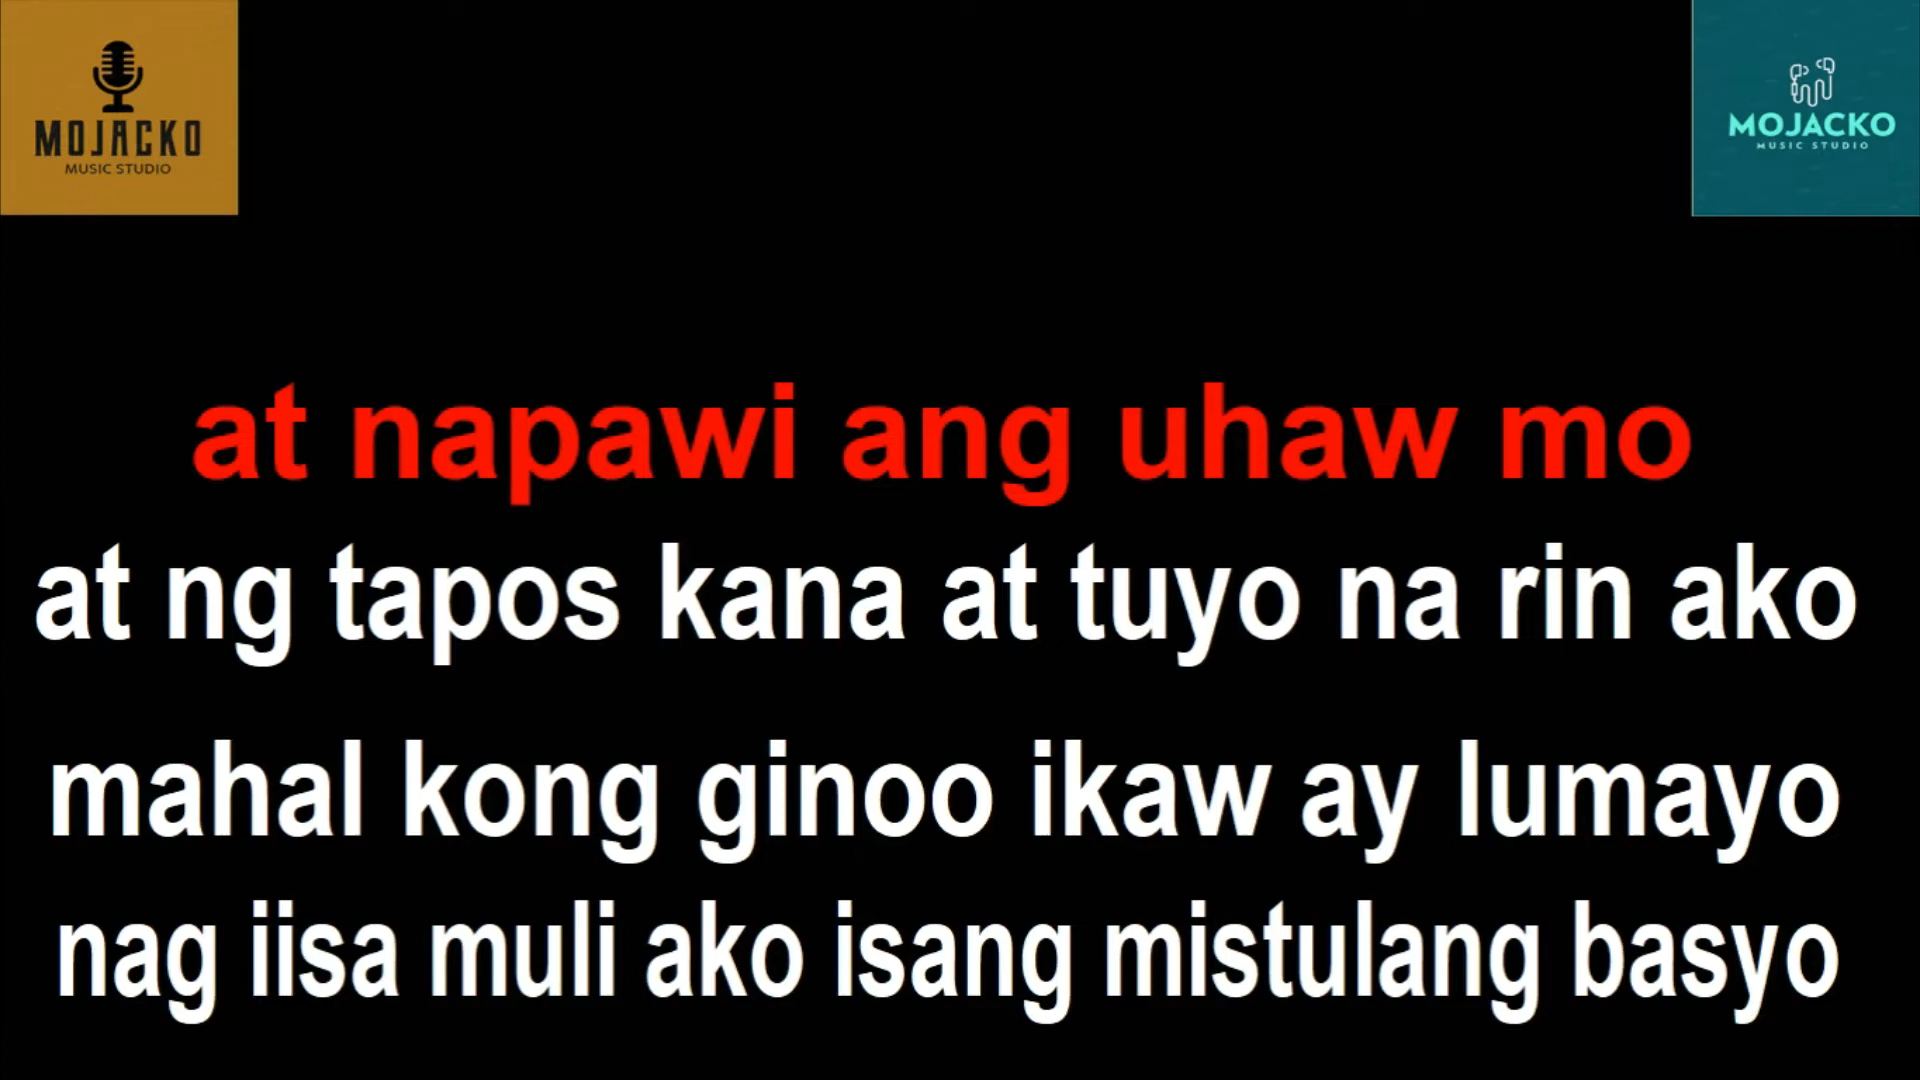 MOJACKO
MUSIC STUDIO
MOJACKO
MUSIC STUDIO
at napawi ang uhaw mo
at ng tapos kana at tuyo na rin ako
mahal kong ginoo ikaw ay lumayo
nag iisa muli ako isang mistulang basyo